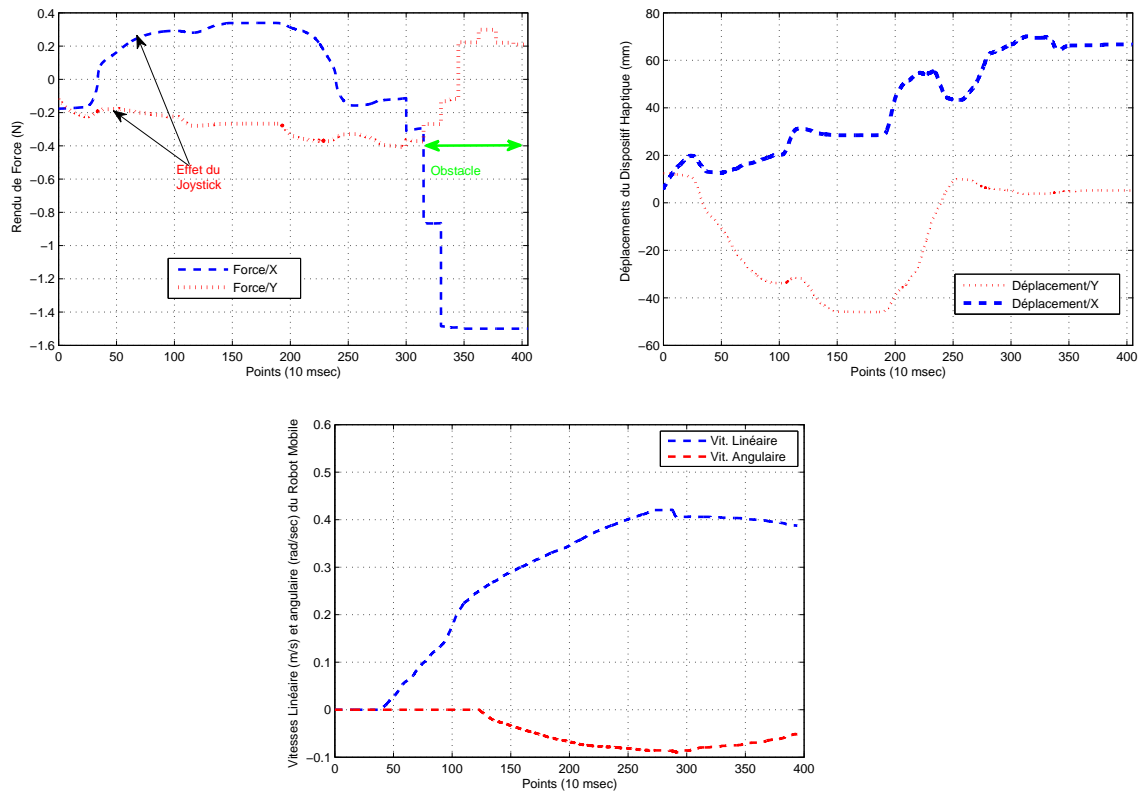 Rendu de Force (N)
0.4
0.2
0
−0.2
−0.4
−0.6
−0.8
−1
−1.2
−1.4
−1.6
Effet du
Joystick
Obstacle
Force/X
Force/Y
0 50 100 150 200 250 300 350 400
Points (10 msec)
Déplacements du Dispositif Haptique (mm)
80
60
40
20
0
−20
−40
−60
Déplacement/Y
Déplacement/X
0 50 100 150 200 250 300 350 400
Points (10 msec)
Vitesses Linéaire (m/s) et angulaire (rad/sec) du Robot Mobile
0.6
0.5
0.4
0.3
0.2
0.1
0
−0.1
Vit. Linéaire
Vit. Angulaire
0 50 100 150 200 250 300 350 400
Points (10 msec)